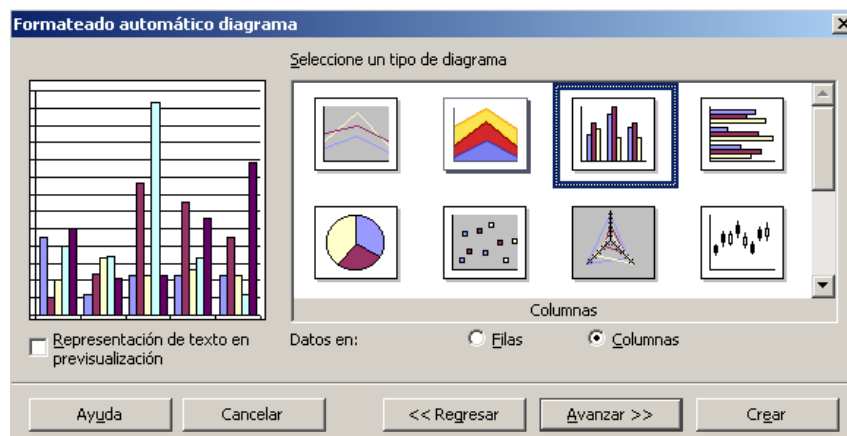 Formateado automático diagrama
Seleccione un tipo de diagrama
Columnas
Representación de texto en
previsualización
Datos en:
Filas
Columnas
Ayuda
Cancelar
<< Regresar
Avanzar >>
Crear